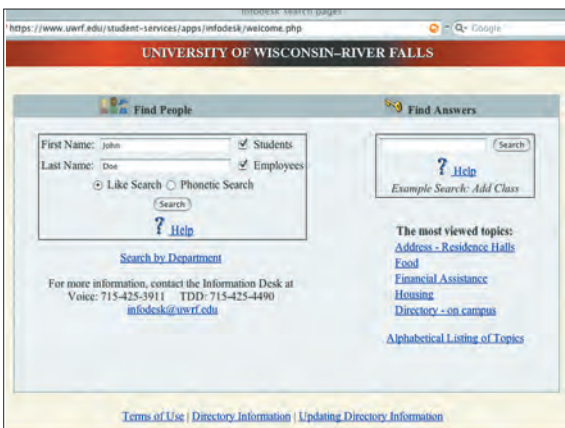 infodesk search pages
https://www.uwrf.edu/student-services/apps/infodesk/welcome.php
Google
UNIVERSITY OF WISCONSIN–RIVER FALLS
Find People
First Name: John
Students
Last Name: Doe
Employees
Like Search
Phonetic Search
Search
? Help
Search by Department
For more information, contact the Information Desk at
Voice: 715-425-3911 TDD: 715-425-4490
infodesk@uwrf.edu
Find Answers
Search
? Help
Example Search: Add Class
The most viewed topics:
Address - Residence Halls
Food
Financial Assistance
Housing
Directory - on campus
Alphabetical Listing of Topics
Terms of Use | Directory Information | Updating Directory Information